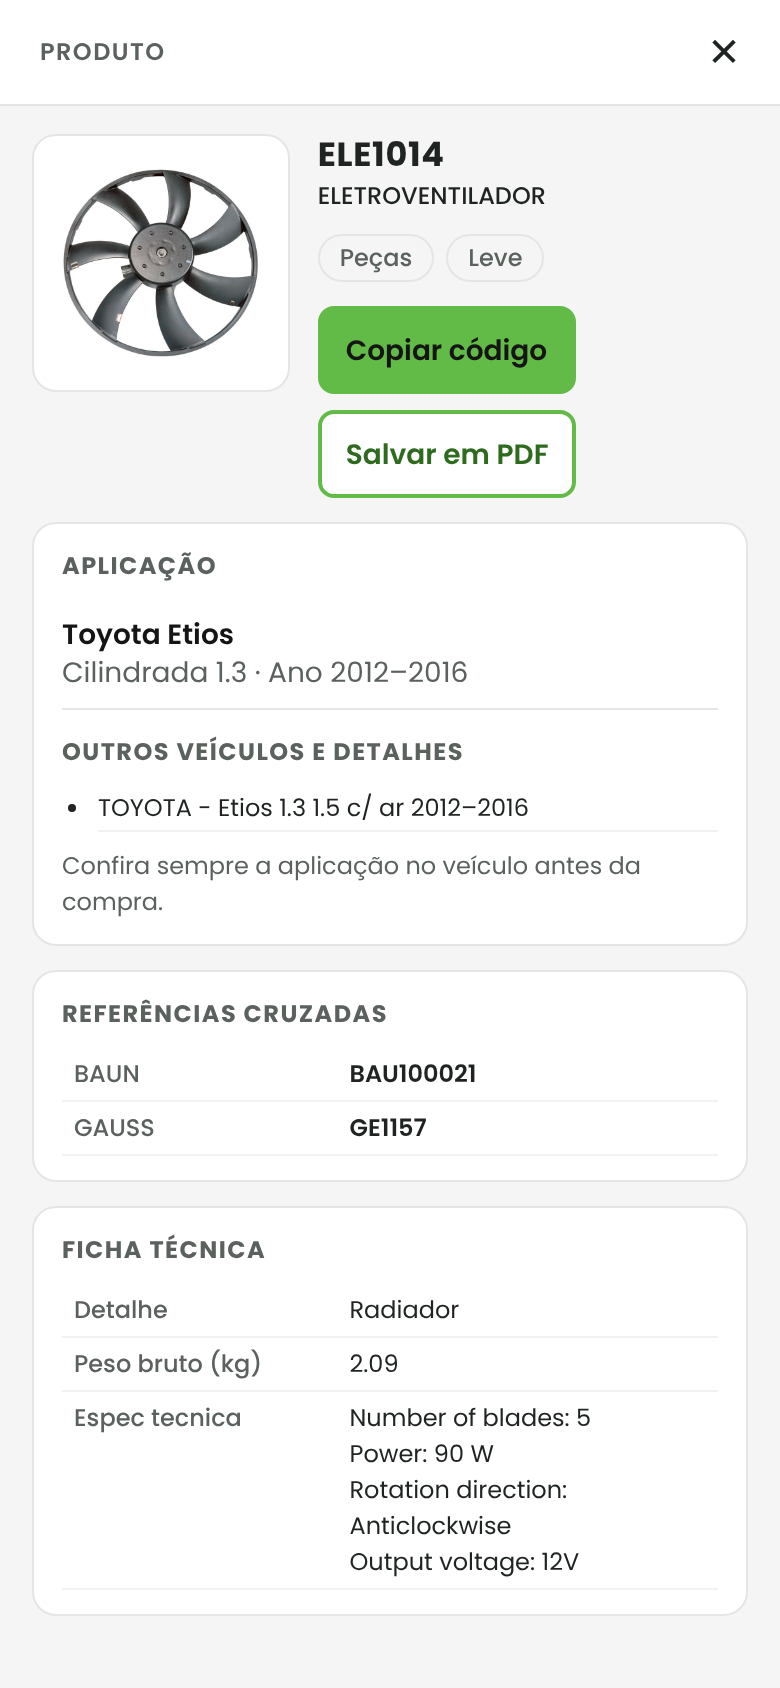 PRODUTO
ELE1014
ELETROVENTILADOR
Peças Leve
Copiar código
Salvar em PDF
APLICAÇÃO
Toyota Etios
Cilindrada 1.3 · Ano 2012–2016
OUTROS VEÍCULOS E DETALHES
• TOYOTA - Etios 1.3 1.5 c/ ar 2012–2016
Confira sempre a aplicação no veículo antes da
compra.
REFERÊNCIAS CRUZADAS
BAUN BAU100021
GAUSS GE1157
FICHA TÉCNICA
Detalhe Radiador
Peso bruto (kg) 2.09
Espec tecnica Number of blades: 5
Power: 90 W
Rotation direction:
Anticlockwise
Output voltage: 12V